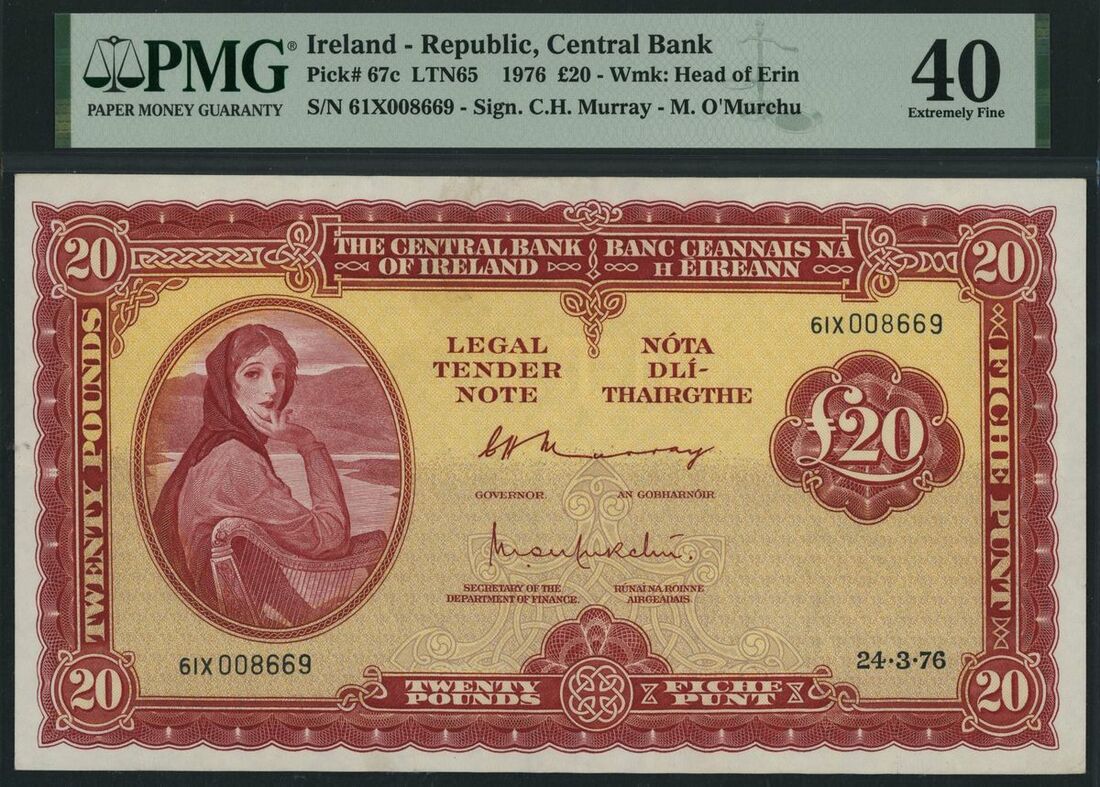 PMG®
PAPER MONEY GUARANTY
Ireland - Republic, Central Bank
Pick# 67c LTN65 1976 £20 - Wmk: Head of Erin
S/N 61X008669 - Sign. C.H. Murray - M. O'Murchu
40
Extremely Fine
20
THE CENTRAL BANK
OF IRELAND
BANC CEANNAIS NA
H ÉIREANN
20
TWENTY POUNDS
61X008669
LEGAL
TENDER
NOTE
NÓTA
DLÍ-
THAIRGTHE
£20
FICHE PUNT
C H Murray
GOVERNOR
AN GOBHARNÓIR
SECRETARY OF THE
DEPARTMENT OF FINANCE.
RÚNAI NA ROINNE
AIRGEADAIS.
61X008669
24·3·76
20
TWENTY
POUNDS
FICHE
PUNT
20